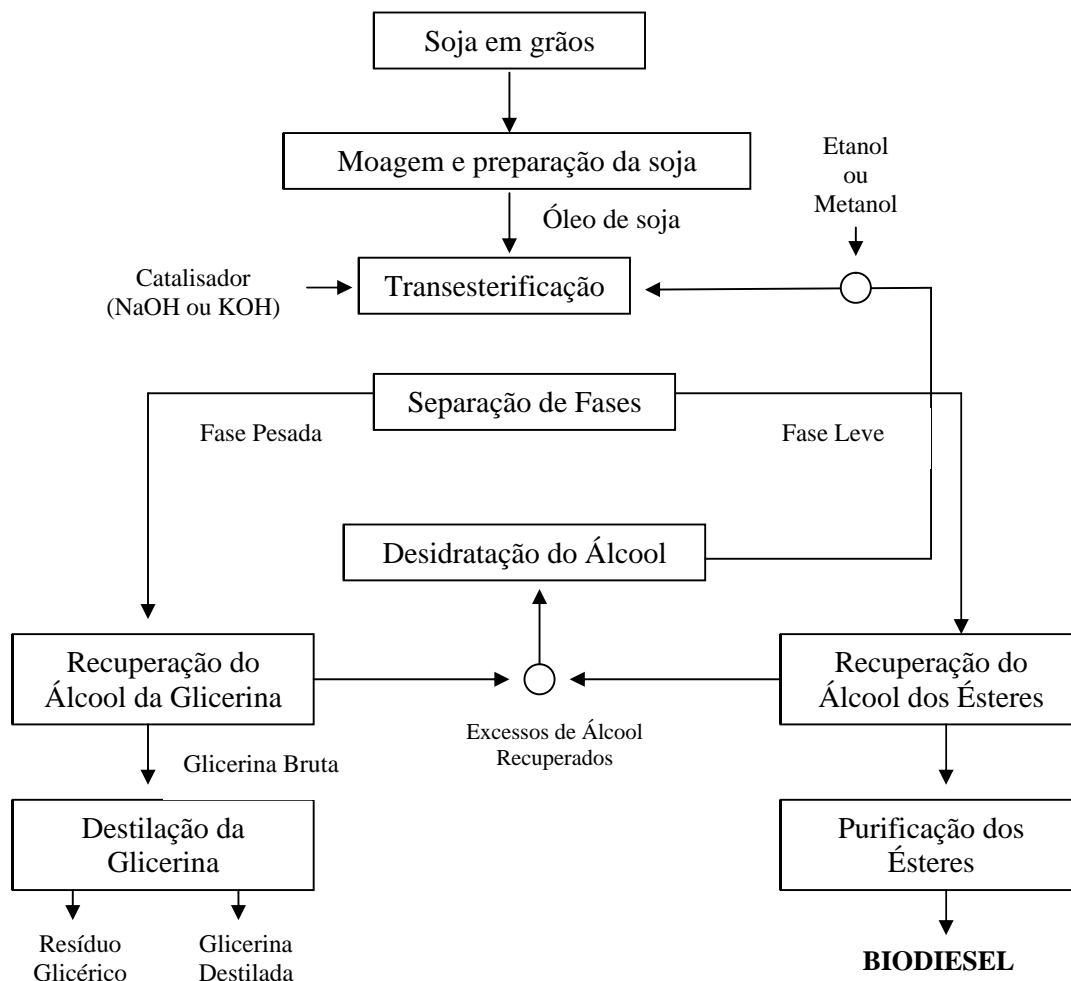 Soja em grãos
Moagem e preparação da soja
Etanol
ou
Metanol
Óleo de soja
Catalisador
(NaOH ou KOH)
Transesterificação
Separação de Fases
Fase Pesada
Fase Leve
Desidratação do Álcool
Recuperação do
Álcool da Glicerina
Recuperação do
Álcool dos Ésteres
Excessos de Álcool
Recuperados
Glicerina Bruta
Destilação da
Glicerina
Purificação dos
Ésteres
Resíduo
Glicérico
Glicerina
Destilada
BIODIESEL